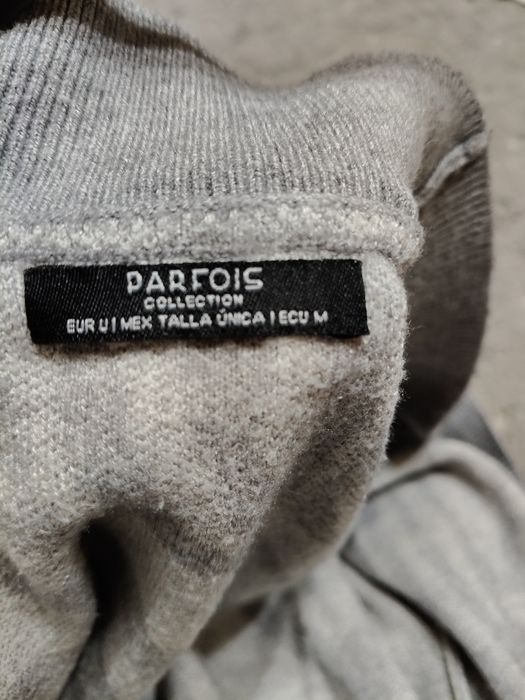 PARFOIS
COLLECTION
EUR U | MEX TALLA ÚNICA | ECU M